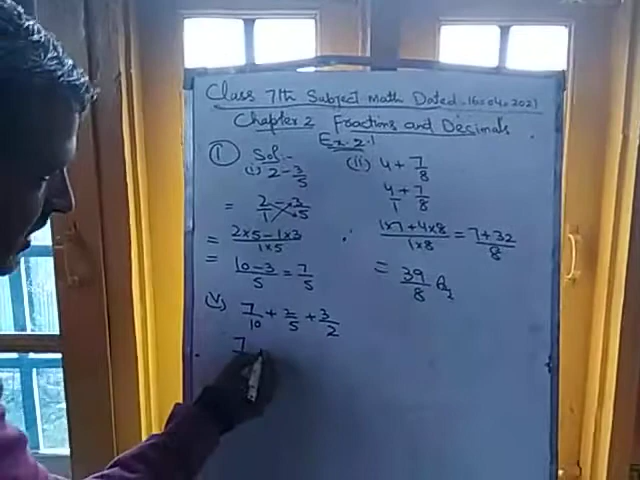 Class 7th Subject Math Dated. 16.04.2021
Chapter 2 Fractions and Decimals
Ex. 2.1
① Sol:-
(i) 2 - 3/5
= 2/1 - 3/5
= (2×5 - 1×3)/(1×5)
= (10-3)/5 = 7/5
(ii) 4 + 7/8
4/1 + 7/8
(1×7 + 4×8)/(1×8) = (7+32)/8
= 39/8
(v) 7/10 + 2/5 + 3/2
7